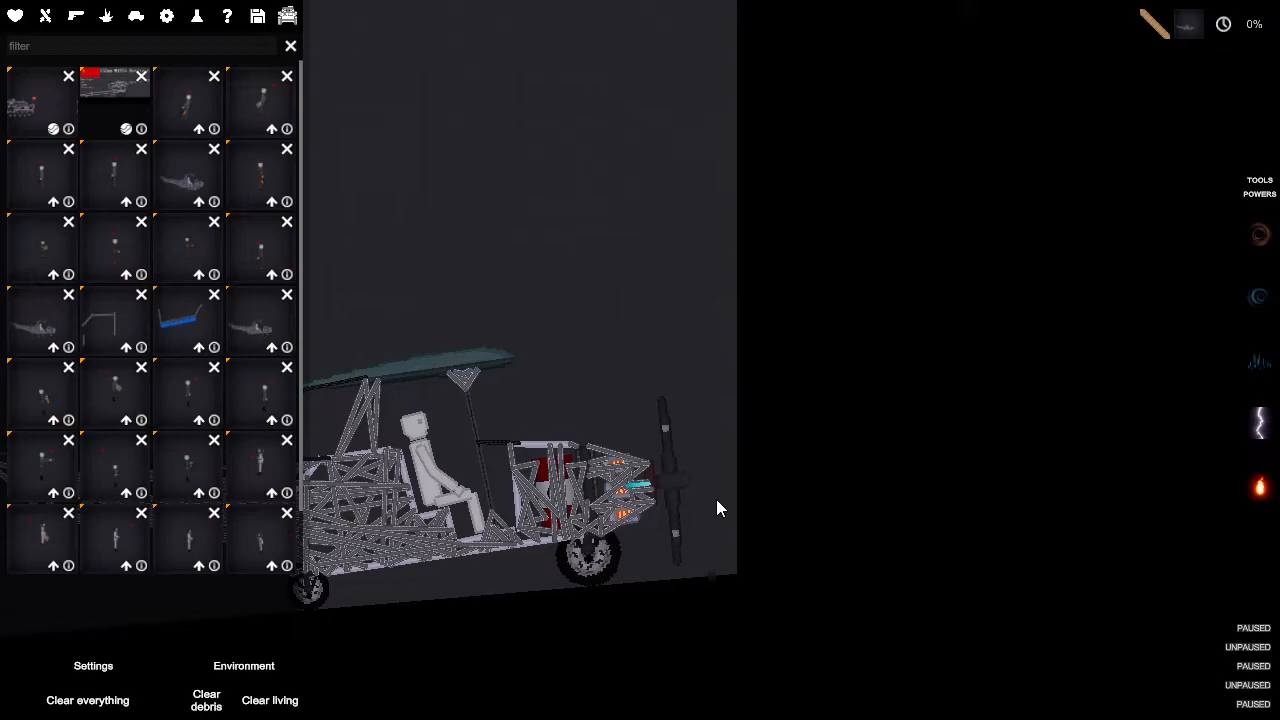 filter
0%
TOOLS
POWERS
PAUSED
UNPAUSED
PAUSED
UNPAUSED
PAUSED
Settings
Environment
Clear everything
Clear debris
Clear living